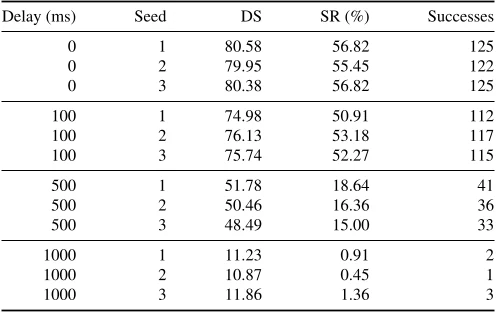 Delay (ms) Seed DS SR (%) Successes
0 1 80.58 56.82 125
0 2 79.95 55.45 122
0 3 80.38 56.82 125
100 1 74.98 50.91 112
100 2 76.13 53.18 117
100 3 75.74 52.27 115
500 1 51.78 18.64 41
500 2 50.46 16.36 36
500 3 48.49 15.00 33
1000 1 11.23 0.91 2
1000 2 10.87 0.45 1
1000 3 11.86 1.36 3